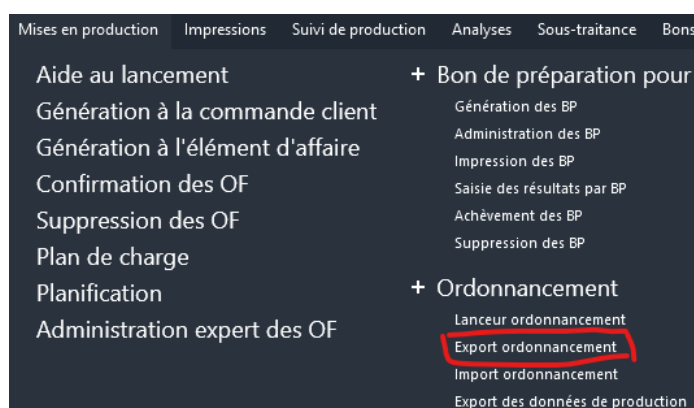 Mises en production Impressions Suivi de production Analyses Sous-traitance Bons
Aide au lancement
Génération à la commande client
Génération à l'élément d'affaire
Confirmation des OF
Suppression des OF
Plan de charge
Planification
Administration expert des OF
+ Bon de préparation pour
Génération des BP
Administration des BP
Impression des BP
Saisie des résultats par BP
Achèvement des BP
Suppression des BP
+ Ordonnancement
Lanceur ordonnancement
Export ordonnancement
Import ordonnancement
Export des données de production